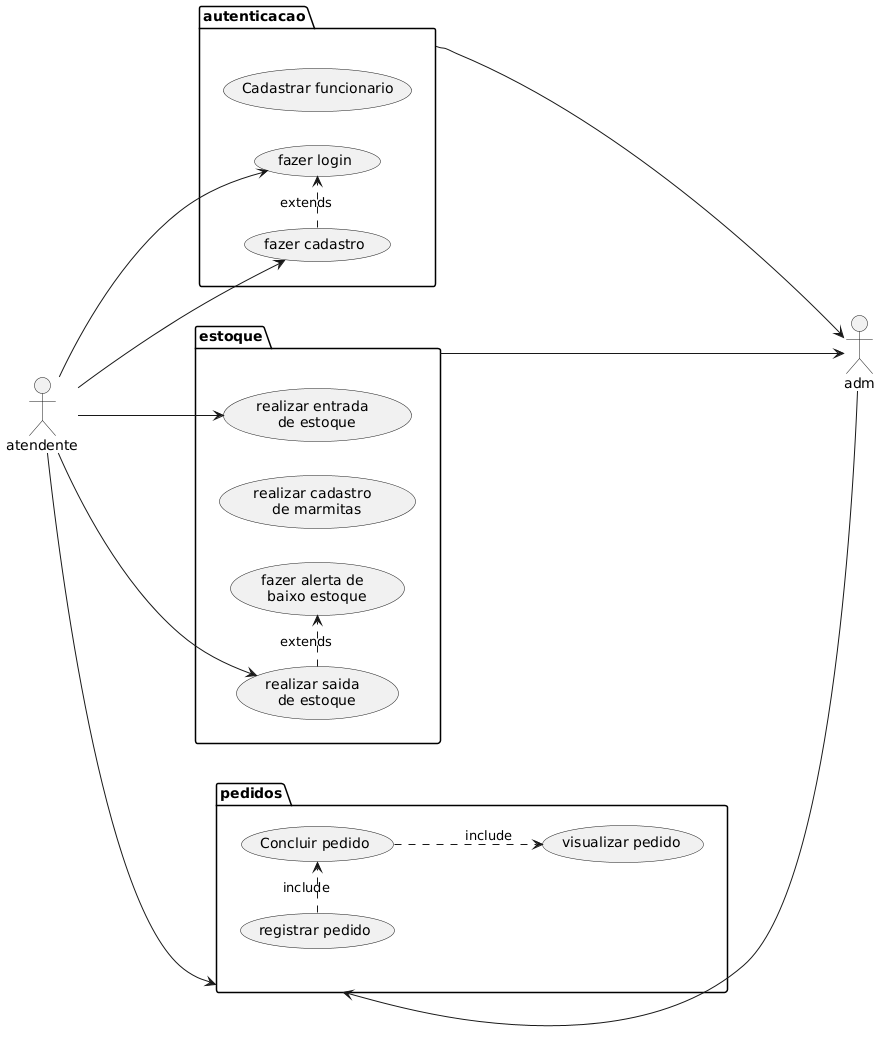 autenticacao
Cadastrar funcionario
fazer login
extends
fazer cadastro
estoque
adm
realizar entrada
de estoque
atendente
realizar cadastro
de marmitas
fazer alerta de
baixo estoque
extends
realizar saida
de estoque
pedidos
Concluir pedido
include
visualizar pedido
include
registrar pedido